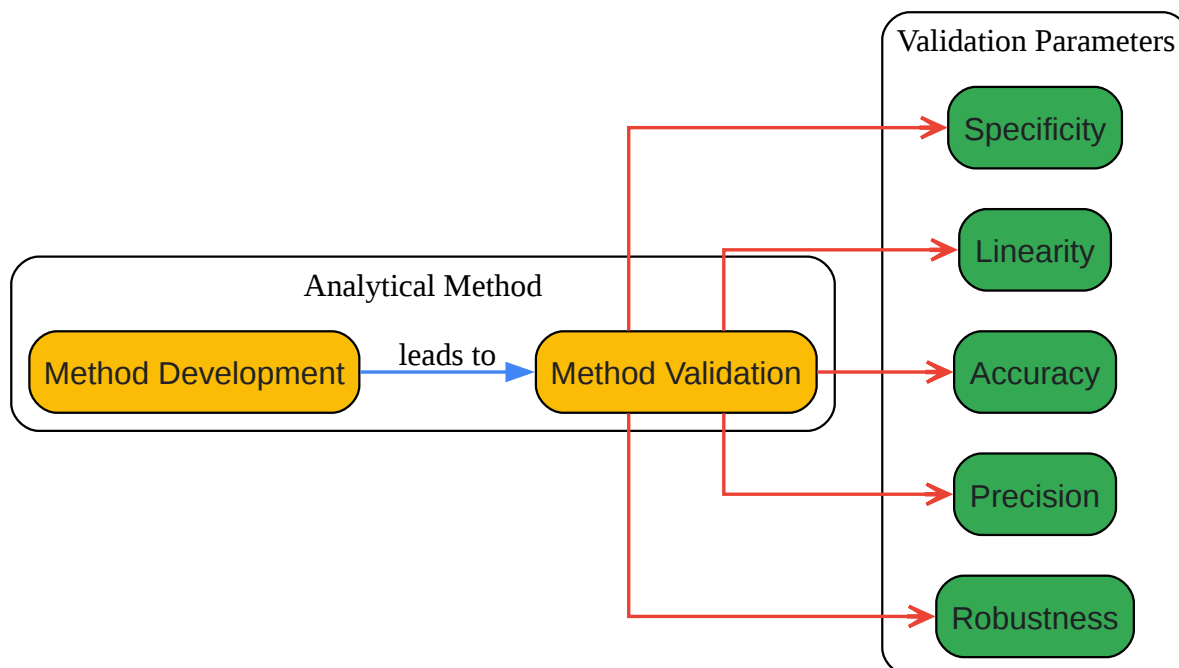 Validation Parameters
Specificity
Linearity
Analytical Method
Method Development
leads to
Method Validation
Accuracy
Precision
Robustness